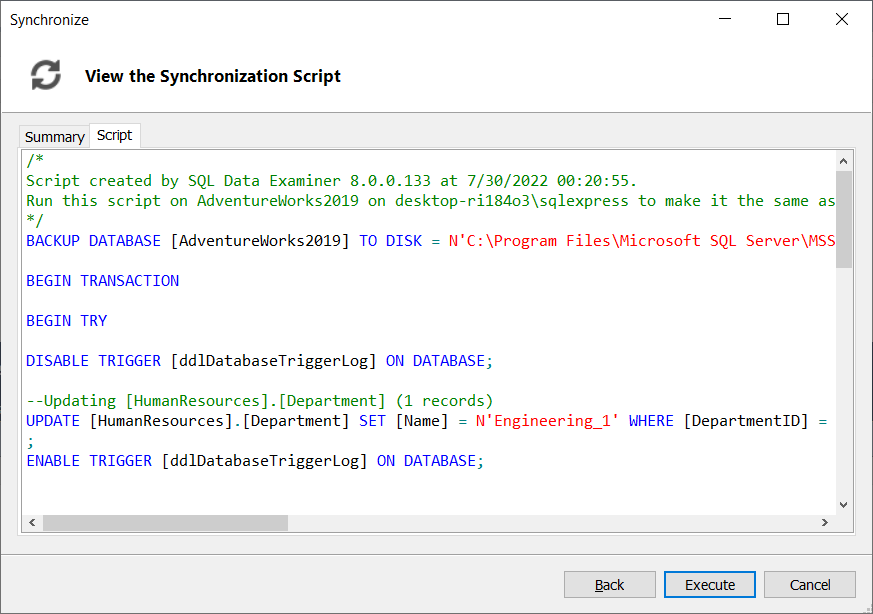 Synchronize
View the Synchronization Script
Summary
Script
/*
Script created by SQL Data Examiner 8.0.0.133 at 7/30/2022 00:20:55.
Run this script on AdventureWorks2019 on desktop-ri184o3\sqlexpress to make it the same as
*/
BACKUP DATABASE [AdventureWorks2019] TO DISK = N'C:\Program Files\Microsoft SQL Server\MSS
BEGIN TRANSACTION
BEGIN TRY
DISABLE TRIGGER [ddlDatabaseTriggerLog] ON DATABASE;
--Updating [HumanResources].[Department] (1 records)
UPDATE [HumanResources].[Department] SET [Name] = N'Engineering_1' WHERE [DepartmentID] =
;
ENABLE TRIGGER [ddlDatabaseTriggerLog] ON DATABASE;
Back
Execute
Cancel